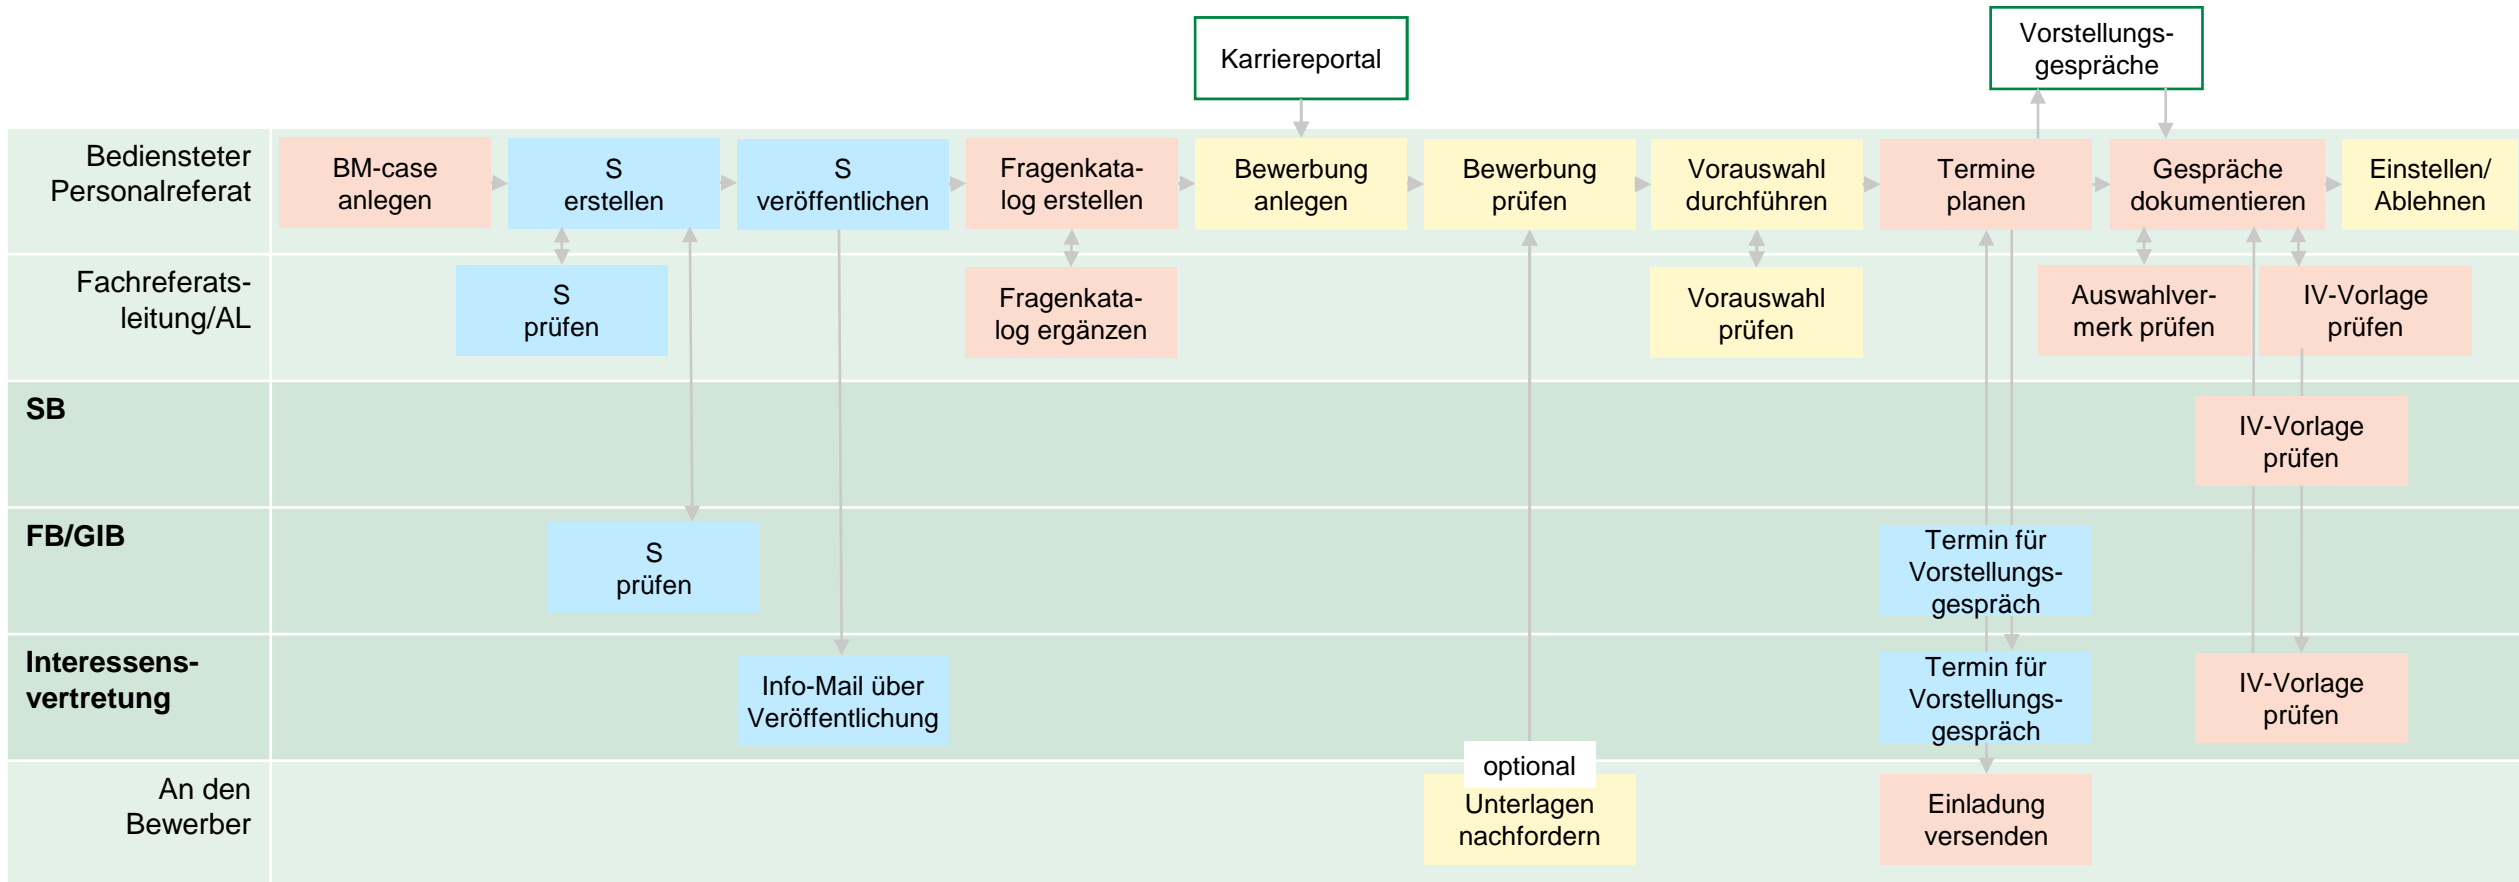 Karriereportal
Vorstellungs-
gespräche
Bediensteter
Personalreferat
BM-case
anlegen
S
erstellen
S
veröffentlichen
Fragenkata-
log erstellen
Bewerbung
anlegen
Bewerbung
prüfen
Vorauswahl
durchführen
Termine
planen
Gespräche
dokumentieren
Einstellen/
Ablehnen
Fachreferats-
leitung/AL
S
prüfen
Fragenkata-
log ergänzen
Vorauswahl
prüfen
Auswahlver-
merk prüfen
IV-Vorlage
prüfen
SB
IV-Vorlage
prüfen
FB/GIB
S
prüfen
Termin für
Vorstellungs-
gespräch
Interessens-
vertretung
Info-Mail über
Veröffentlichung
Termin für
Vorstellungs-
gespräch
IV-Vorlage
prüfen
An den
Bewerber
optional
Unterlagen
nachfordern
Einladung
versenden